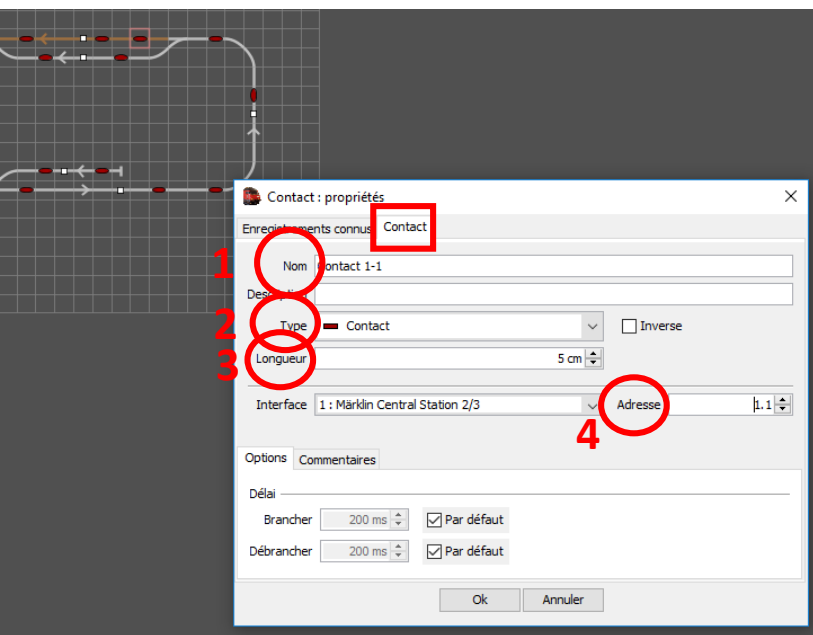 Contact : propriétés
Enregistrements connus Contact
1 Nom Contact 1-1
Description
2 Type Contact Inverse
3 Longueur 5 cm
Interface 1 : Märklin Central Station 2/3 Adresse 1.1
4
Options Commentaires
Délai
Brancher 200 ms Par défaut
Débrancher 200 ms Par défaut
Ok Annuler